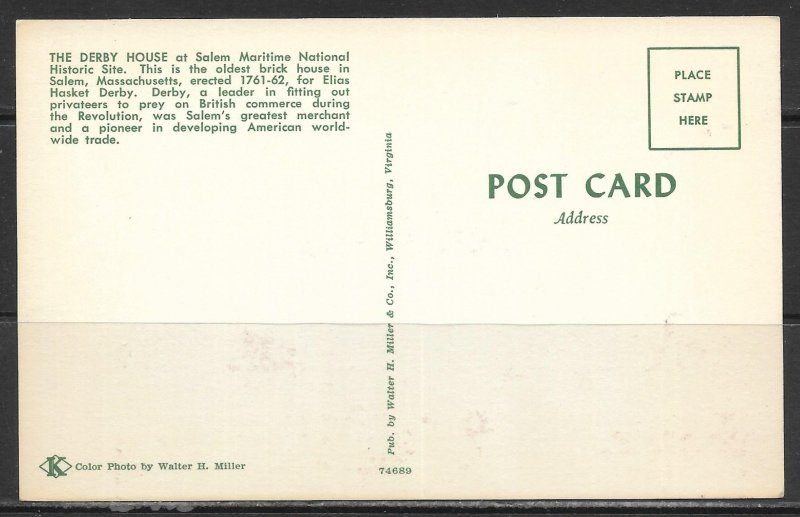 THE DERBY HOUSE at Salem Maritime National
Historic Site. This is the oldest brick house in
Salem, Massachusetts, erected 1761-62, for Elias
Hasket Derby. Derby, a leader in fitting out
privateers to prey on British commerce during
the Revolution, was Salem's greatest merchant
and a pioneer in developing American world-
wide trade.
PLACE
STAMP
HERE
POST CARD
Address
Pub. by Walter H. Miller & Co., Inc., Williamsburg, Virginia
K Color Photo by Walter H. Miller
74689